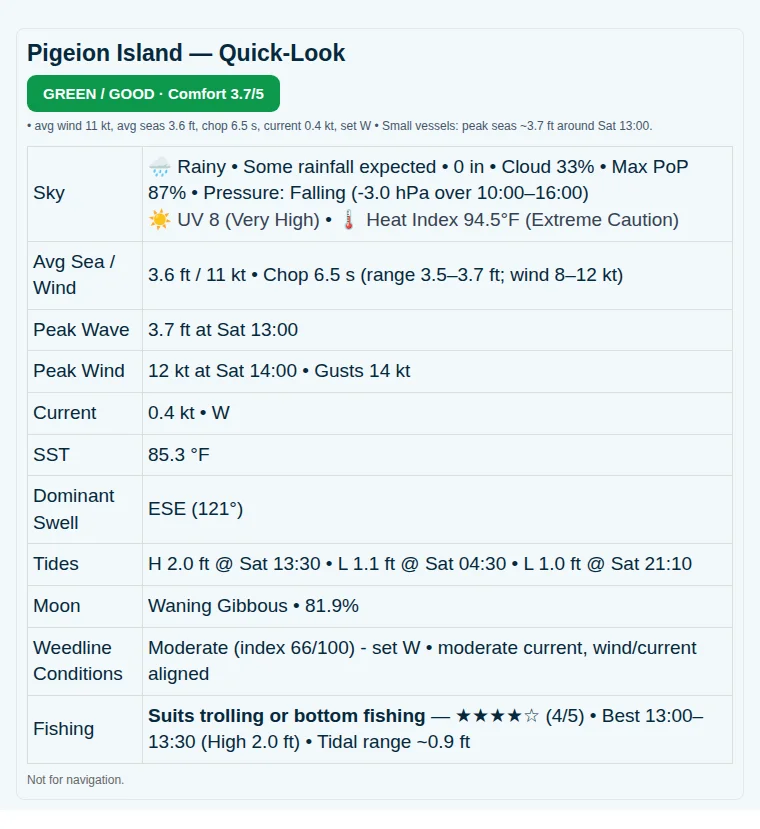 Pigeion Island — Quick-Look
GREEN / GOOD · Comfort 3.7/5
• avg wind 11 kt, avg seas 3.6 ft, chop 6.5 s, current 0.4 kt, set W • Small vessels: peak seas ~3.7 ft around Sat 13:00.
Sky
🌧️ Rainy • Some rainfall expected • 0 in • Cloud 33% • Max PoP
87% • Pressure: Falling (-3.0 hPa over 10:00–16:00)
☀️ UV 8 (Very High) • 🌡️ Heat Index 94.5°F (Extreme Caution)
Avg Sea /
Wind
3.6 ft / 11 kt • Chop 6.5 s (range 3.5–3.7 ft; wind 8–12 kt)
Peak Wave
3.7 ft at Sat 13:00
Peak Wind
12 kt at Sat 14:00 • Gusts 14 kt
Current
0.4 kt • W
SST
85.3 °F
Dominant
Swell
ESE (121°)
Tides
H 2.0 ft @ Sat 13:30 • L 1.1 ft @ Sat 04:30 • L 1.0 ft @ Sat 21:10
Moon
Waning Gibbous • 81.9%
Weedline
Conditions
Moderate (index 66/100) - set W • moderate current, wind/current
aligned
Fishing
Suits trolling or bottom fishing — ★★★★☆ (4/5) • Best 13:00–
13:30 (High 2.0 ft) • Tidal range ~0.9 ft
Not for navigation.